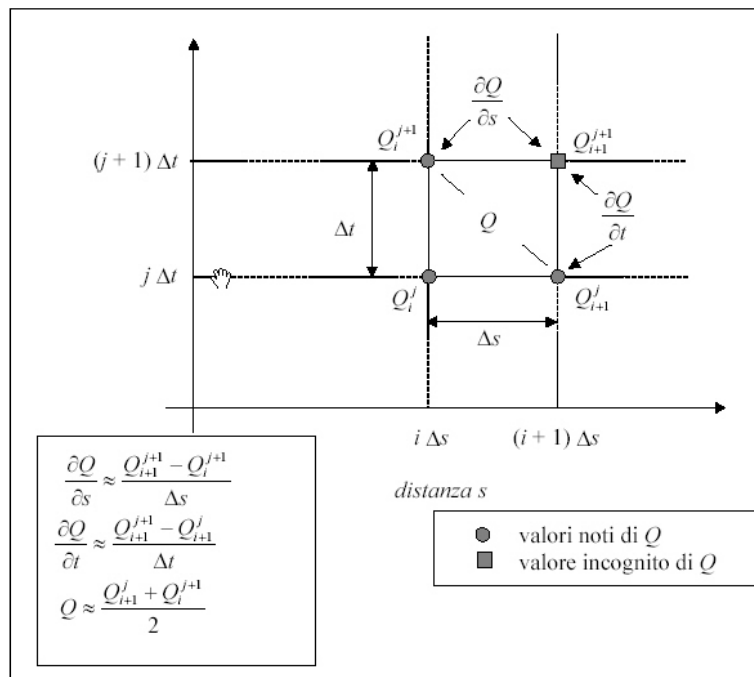 ∂Q/∂s
Q_i^{j+1}
Q_{i+1}^{j+1}
(j + 1) Δt
∂Q/∂t
Δt
Q
j Δt
Q_i^j
Q_{i+1}^j
Δs
i Δs
(i + 1) Δs
distanza s
∂Q/∂s ≈ (Q_{i+1}^{j+1} − Q_i^{j+1})/Δs
∂Q/∂t ≈ (Q_{i+1}^{j+1} − Q_{i+1}^j)/Δt
Q ≈ (Q_{i+1}^j + Q_i^{j+1})/2
valori noti di Q
valore incognito di Q